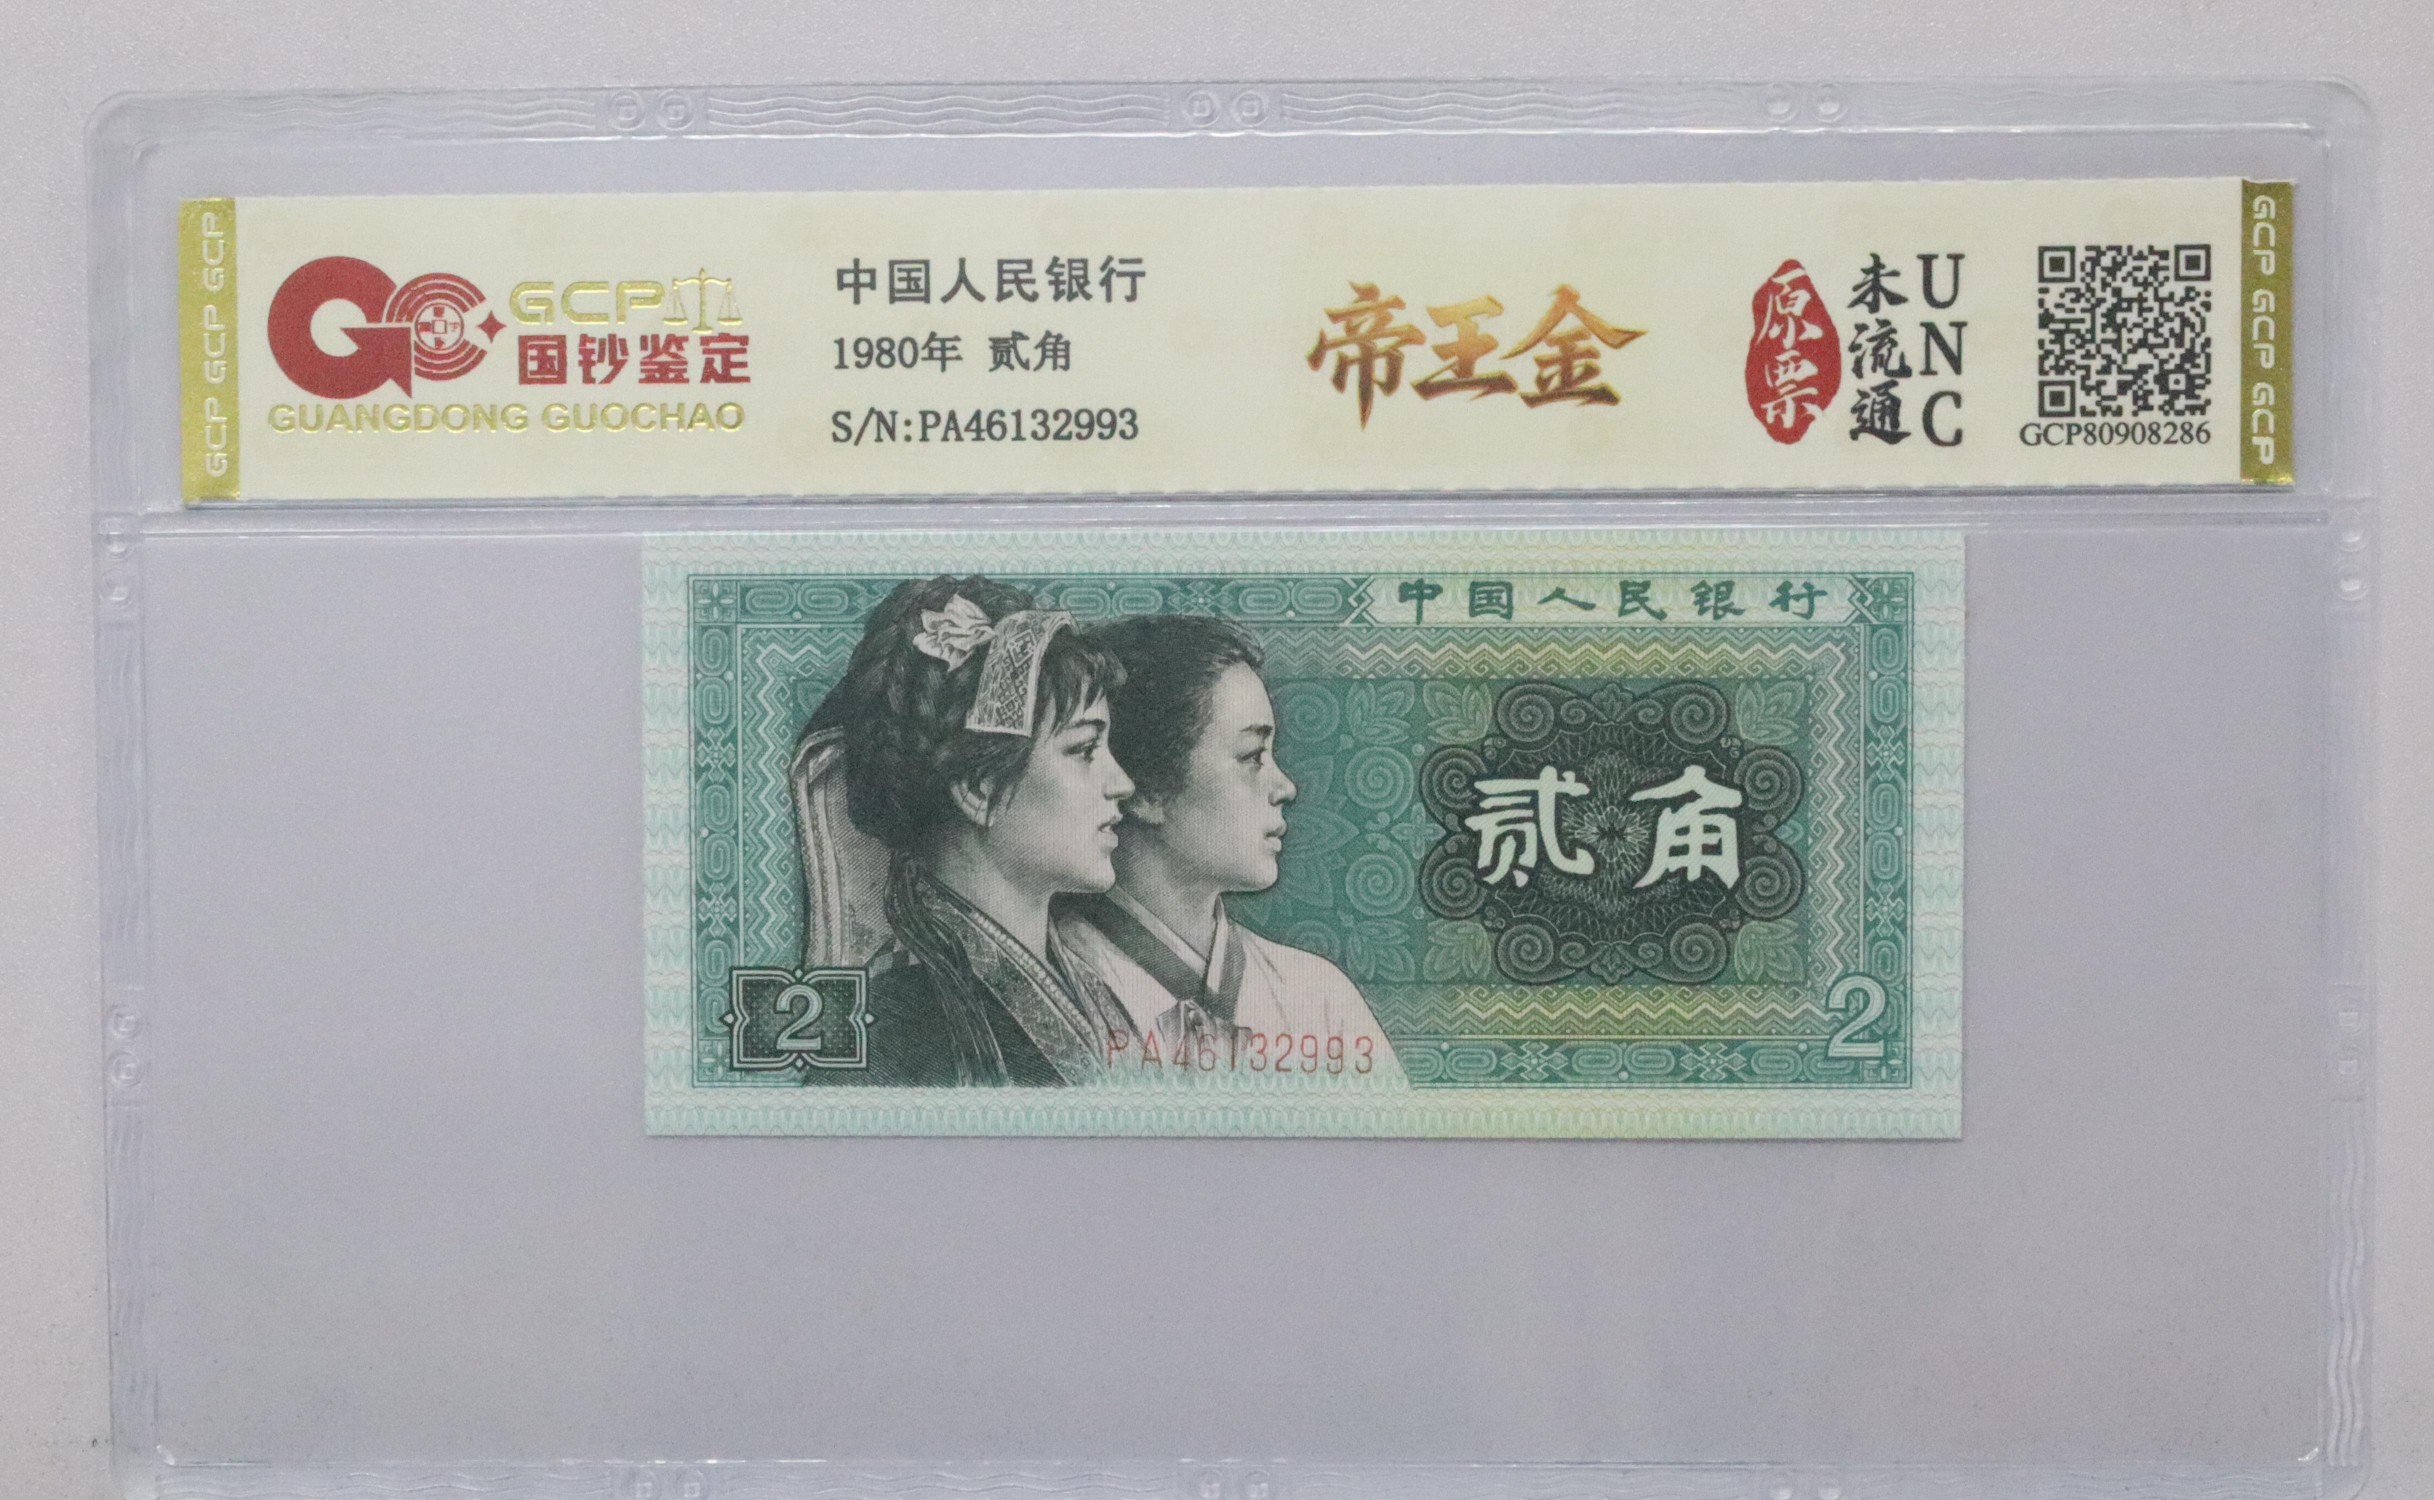 GCP GCP GCP GCP
GCP
国钞鉴定
GUANGDONG GUOCHAO
中国人民银行
1980年 贰角
S/N:PA46132993
帝王金
原票
未流通
UNC
GCP80908286
GCP GCP GCP GCP
中国人民银行
贰角
2
PA46132993
2